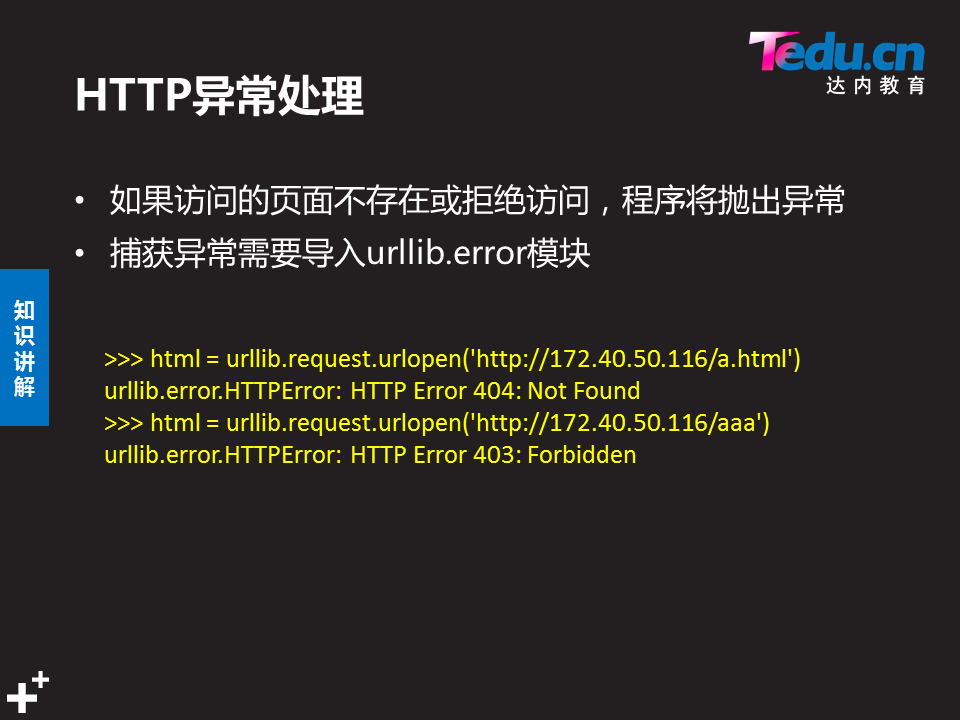 Tedu.cn
达内教育
HTTP异常处理
• 如果访问的页面不存在或拒绝访问，程序将抛出异常
• 捕获异常需要导入urllib.error模块
知识讲解
>>> html = urllib.request.urlopen('http://172.40.50.116/a.html')
urllib.error.HTTPError: HTTP Error 404: Not Found
>>> html = urllib.request.urlopen('http://172.40.50.116/aaa')
urllib.error.HTTPError: HTTP Error 403: Forbidden